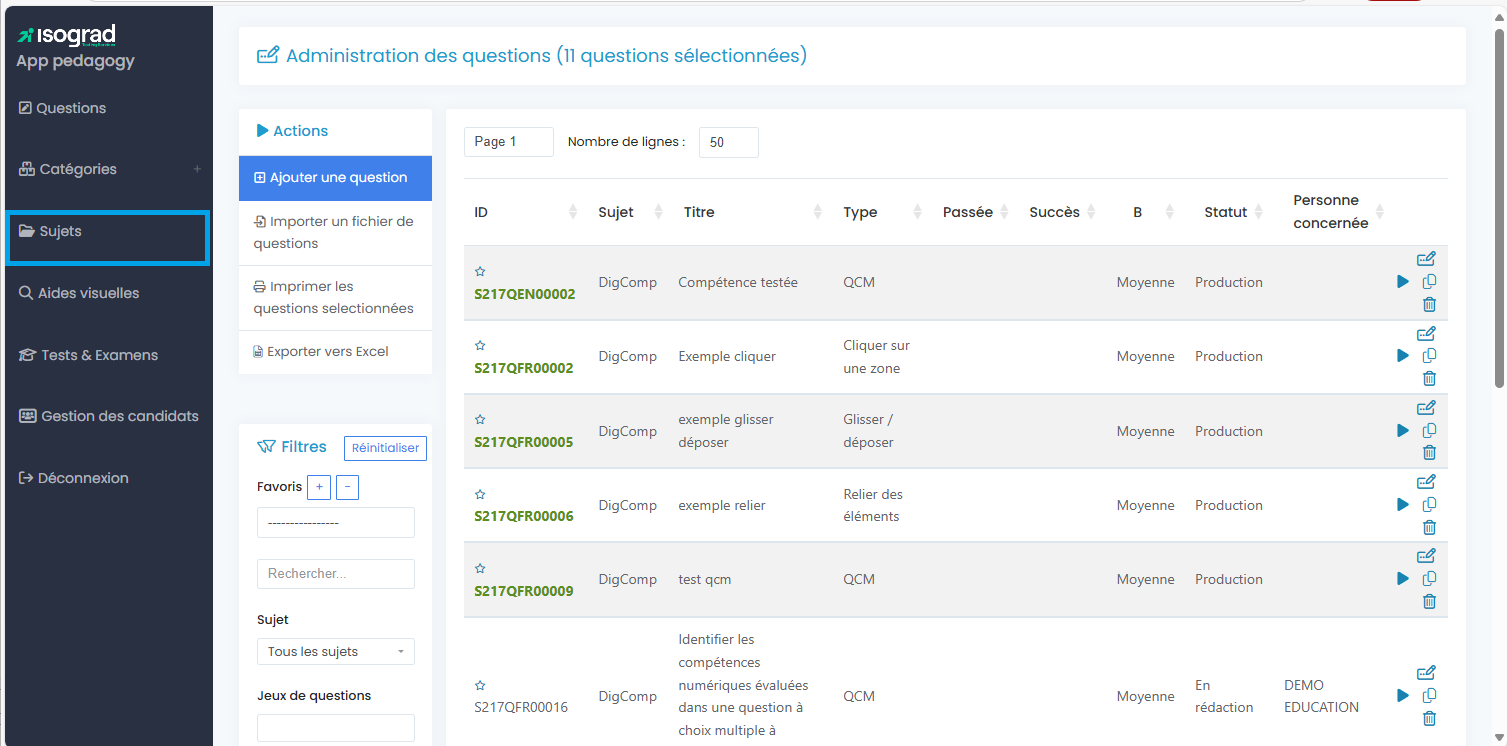 isograd
Testing Services
App pedagogy
Questions
Catégories +
Sujets
Aides visuelles
Tests & Examens
Gestion des candidats
Déconnexion
Administration des questions (11 questions sélectionnées)
Actions
Ajouter une question
Importer un fichier de
questions
Imprimer les
questions selectionnées
Exporter vers Excel
Filtres Réinitialiser
Favoris + -
----------------
Rechercher...
Sujet
Tous les sujets
Jeux de questions
Page 1 Nombre de lignes : 50
ID Sujet Titre Type Passée Succès B Statut Personne
concernée
S217QEN00002 DigComp Compétence testée QCM Moyenne Production
S217QFR00002 DigComp Exemple cliquer Cliquer sur
une zone Moyenne Production
S217QFR00005 DigComp exemple glisser
déposer Glisser /
déposer Moyenne Production
S217QFR00006 DigComp exemple relier Relier des
éléments Moyenne Production
S217QFR00009 DigComp test qcm QCM Moyenne Production
S217QFR00016 DigComp Identifier les
compétences
numériques évaluées
dans une question à
choix multiple à
QCM Moyenne En
rédaction DEMO
EDUCATION